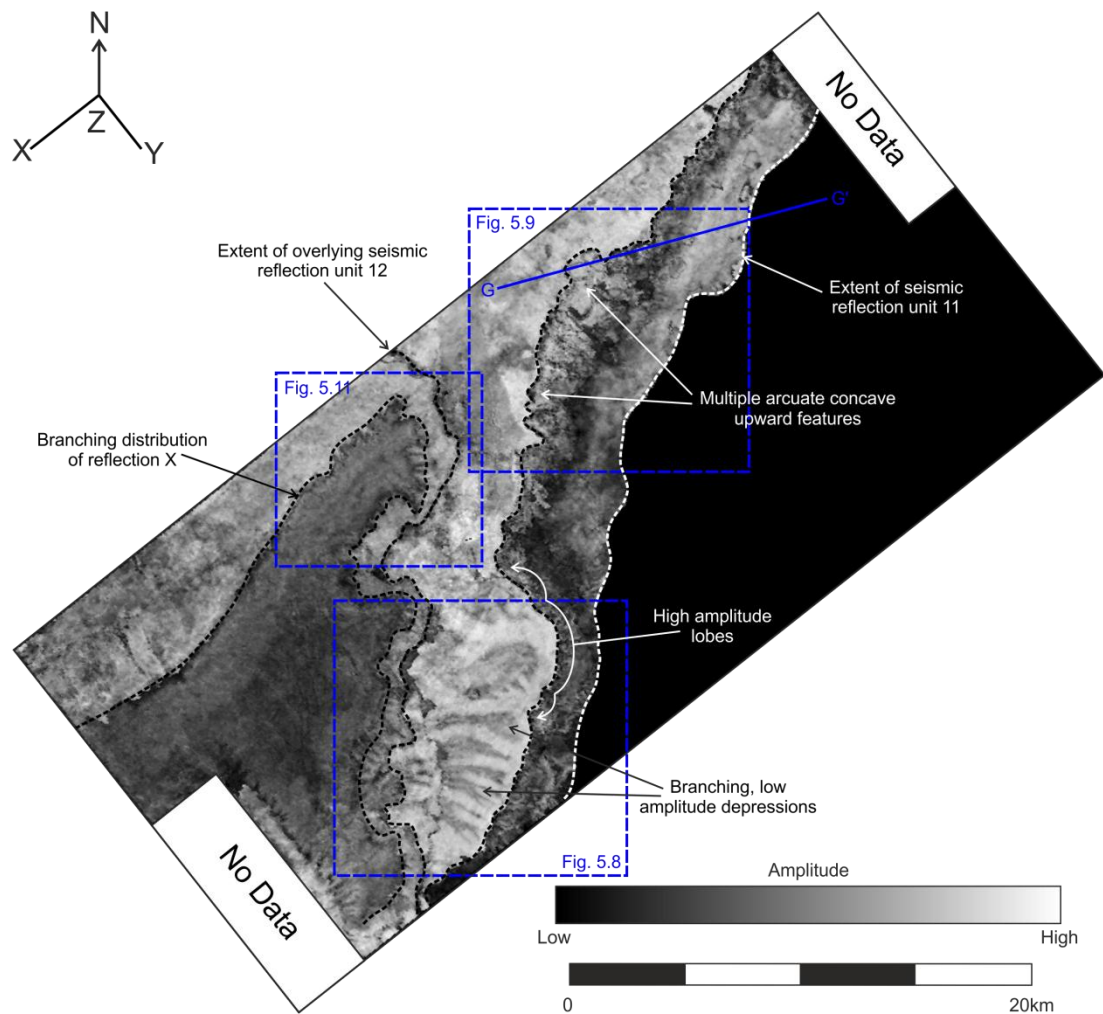 N
Z
X
Y
No Data
G'
Fig. 5.9
Extent of overlying seismic
reflection unit 12
G
Extent of seismic
reflection unit 11
Fig. 5.11
Multiple arcuate concave
upward features
Branching distribution
of reflection X
High amplitude
lobes
Branching, low
amplitude depressions
No Data
Fig. 5.8
Amplitude
Low
High
0
20km